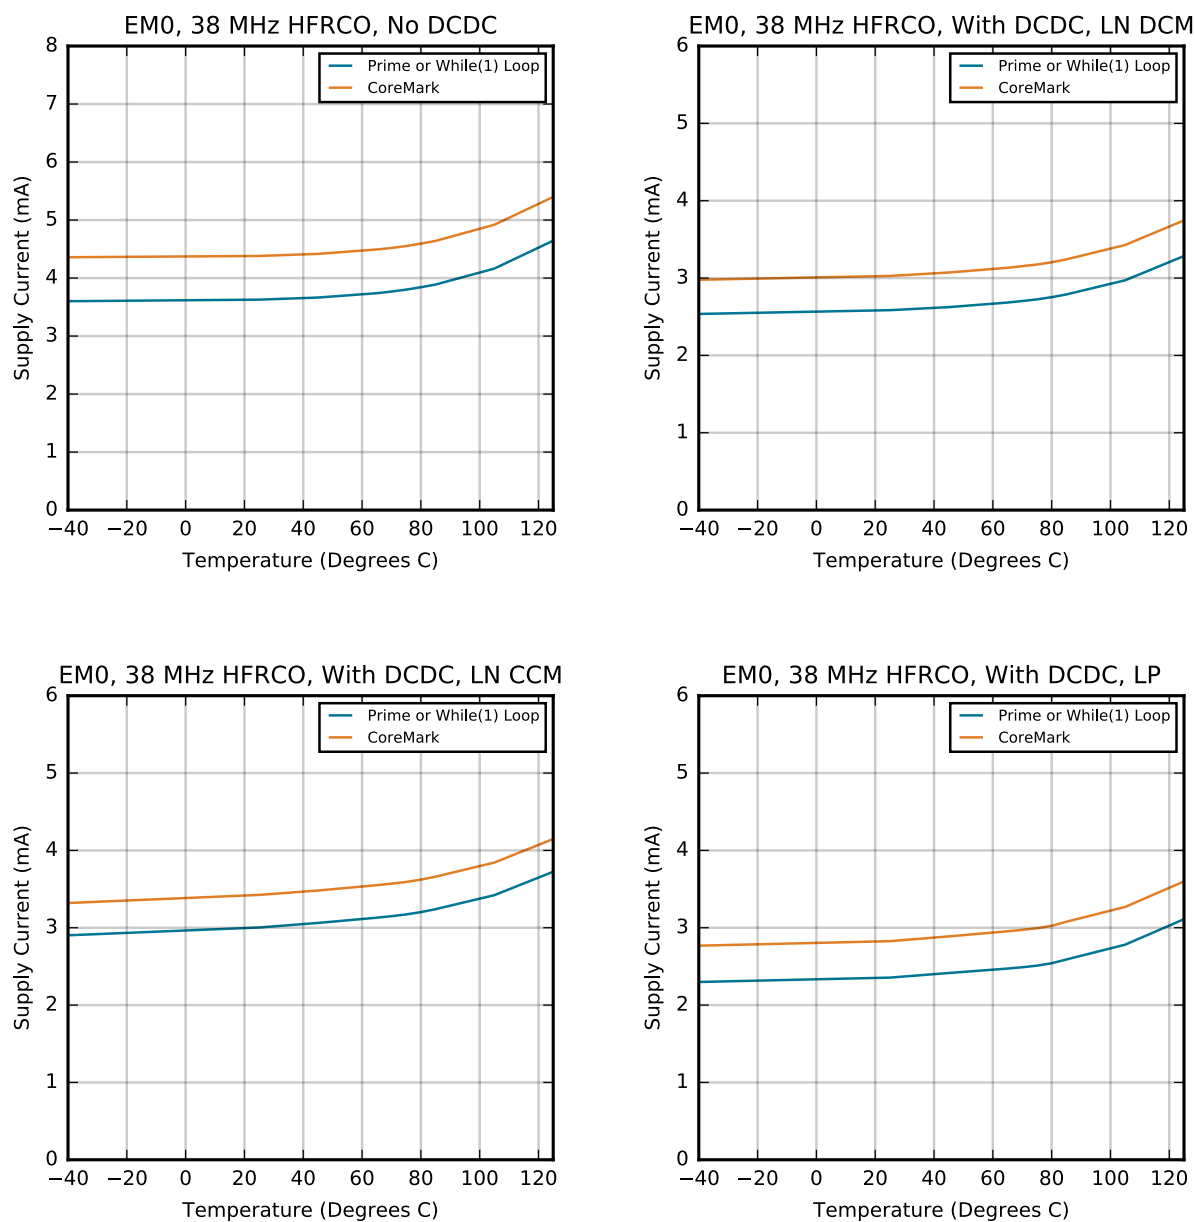 EM0, 38 MHz HFRCO, No DCDC
8
7
6
5
4
3
2
1
0
Supply Current (mA)
Prime or While(1) Loop
CoreMark
−40 −20 0 20 40 60 80 100 120
Temperature (Degrees C)
EM0, 38 MHz HFRCO, With DCDC, LN DCM
6
5
4
3
2
1
0
Supply Current (mA)
Prime or While(1) Loop
CoreMark
−40 −20 0 20 40 60 80 100 120
Temperature (Degrees C)
EM0, 38 MHz HFRCO, With DCDC, LN CCM
6
5
4
3
2
1
0
Supply Current (mA)
Prime or While(1) Loop
CoreMark
−40 −20 0 20 40 60 80 100 120
Temperature (Degrees C)
EM0, 38 MHz HFRCO, With DCDC, LP
6
5
4
3
2
1
0
Supply Current (mA)
Prime or While(1) Loop
CoreMark
−40 −20 0 20 40 60 80 100 120
Temperature (Degrees C)